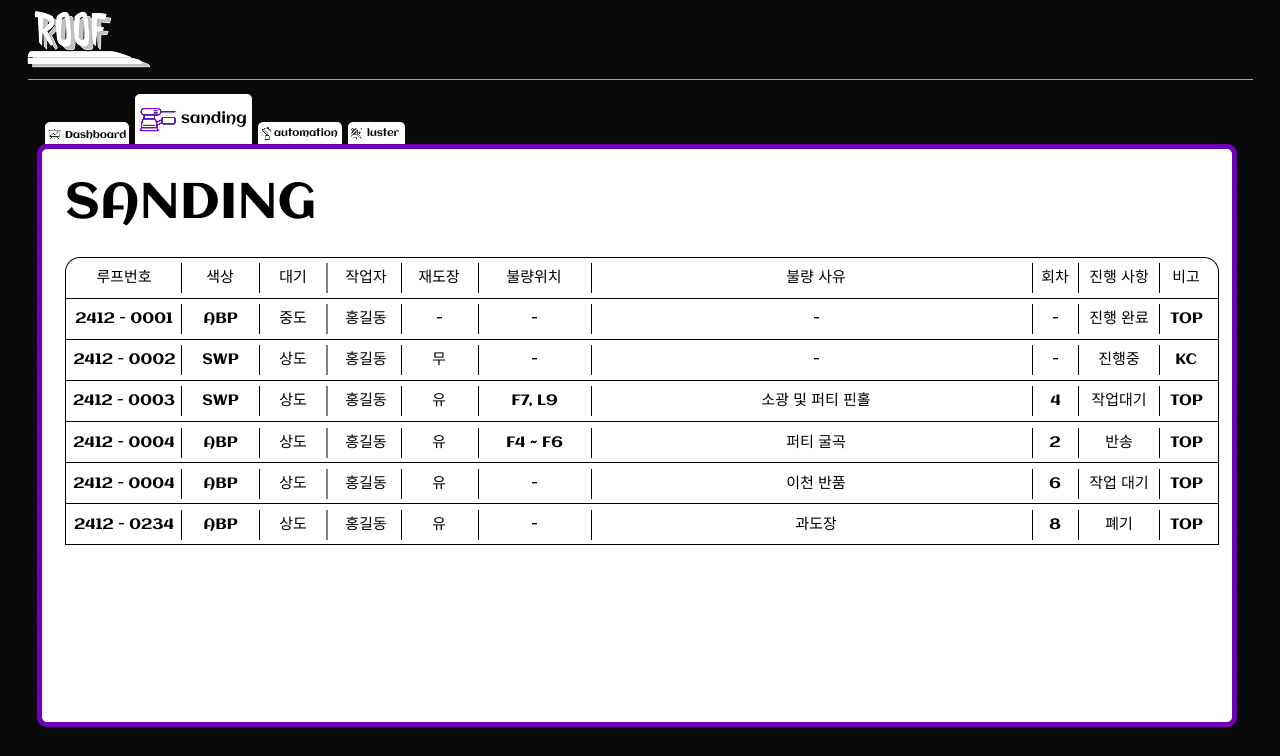 ROOF
Dashboard sanding automation luster
SANDING
루프번호 색상 대기 작업자 재도장 불량위치 불량 사유 회차 진행 사항 비고
2412 - 0001 ABP 중도 홍길동 - - - - 진행 완료 TOP
2412 - 0002 SWP 상도 홍길동 무 - - - 진행중 KC
2412 - 0003 SWP 상도 홍길동 유 F7, L9 소광 및 퍼티 핀홀 4 작업대기 TOP
2412 - 0004 ABP 상도 홍길동 유 F4 ~ F6 퍼티 굴곡 2 반송 TOP
2412 - 0004 ABP 상도 홍길동 유 - 이천 반품 6 작업 대기 TOP
2412 - 0234 ABP 상도 홍길동 유 - 과도장 8 폐기 TOP